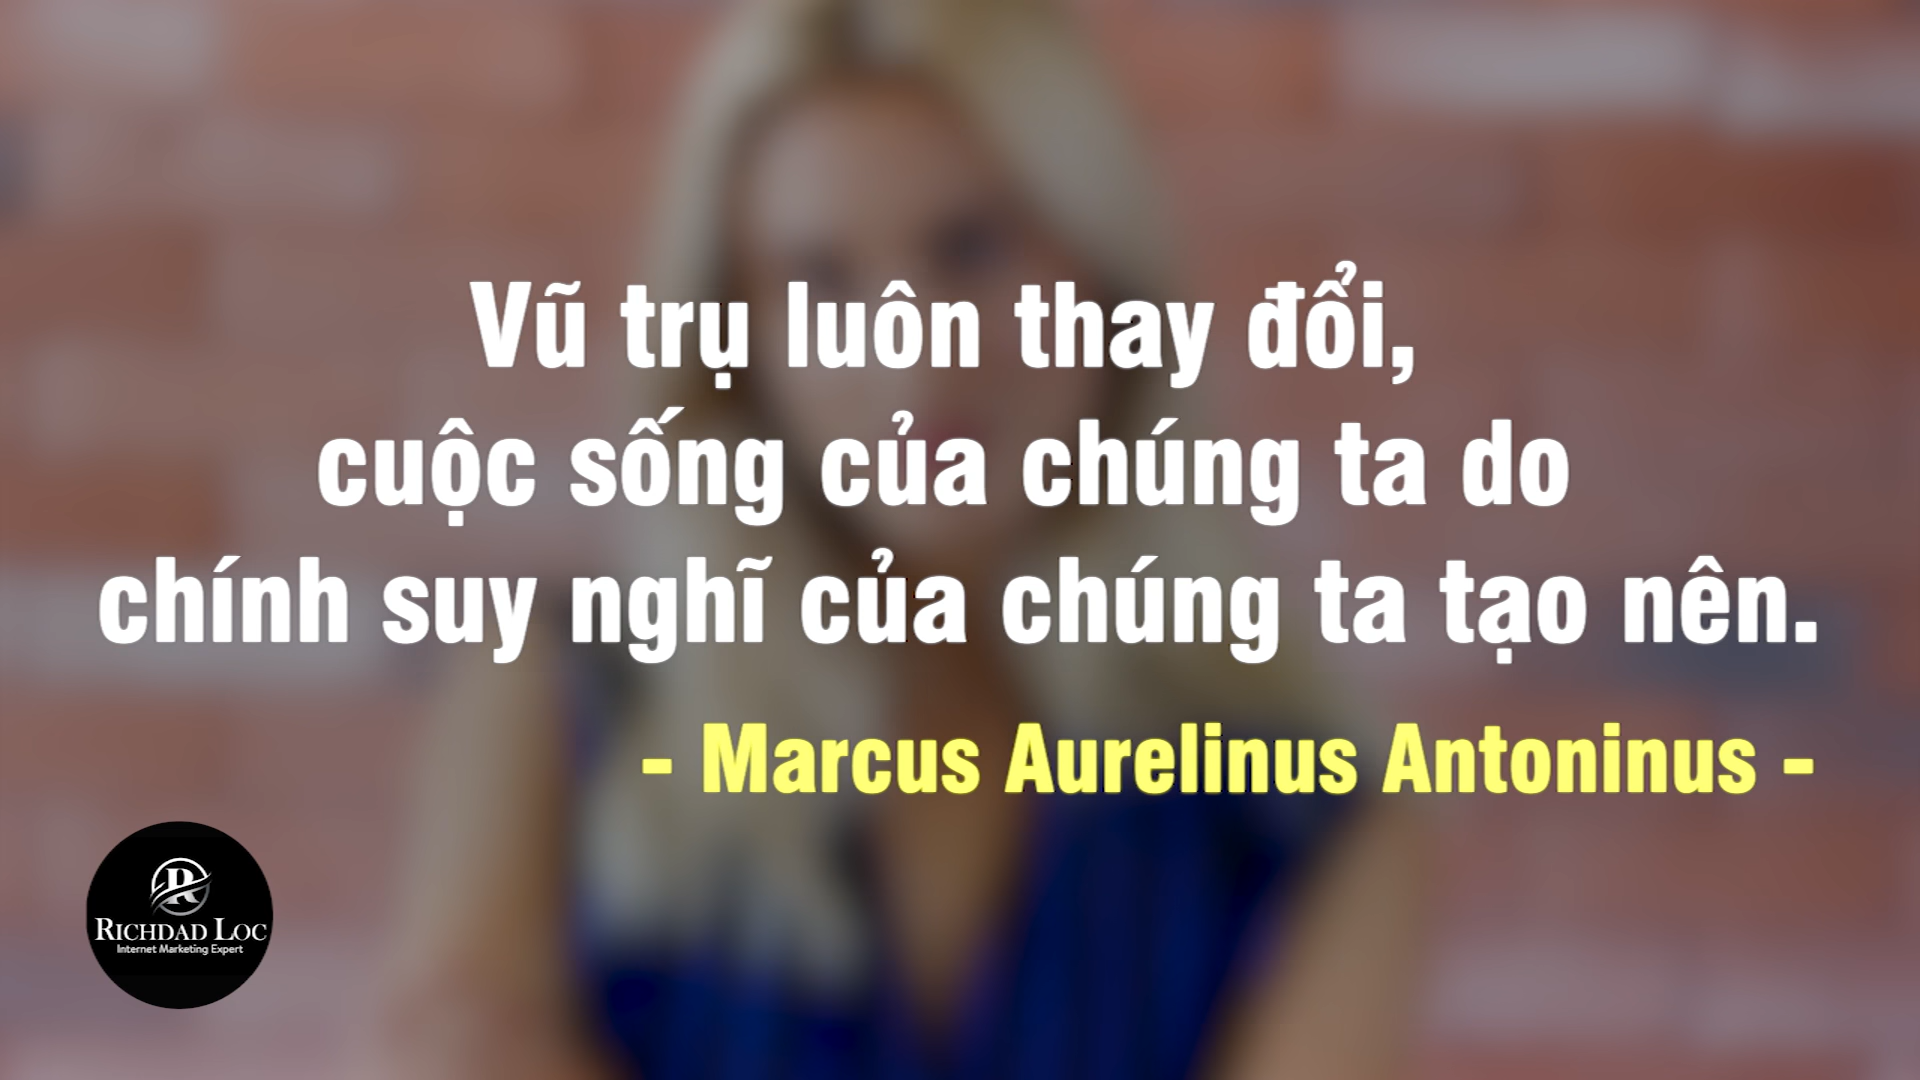 Vũ trụ luôn thay đổi,
cuộc sống của chúng ta do
chính suy nghĩ của chúng ta tạo nên.
- Marcus Aurelinus Antoninus -
R
RICHDAD LOC
Internet Marketing Expert